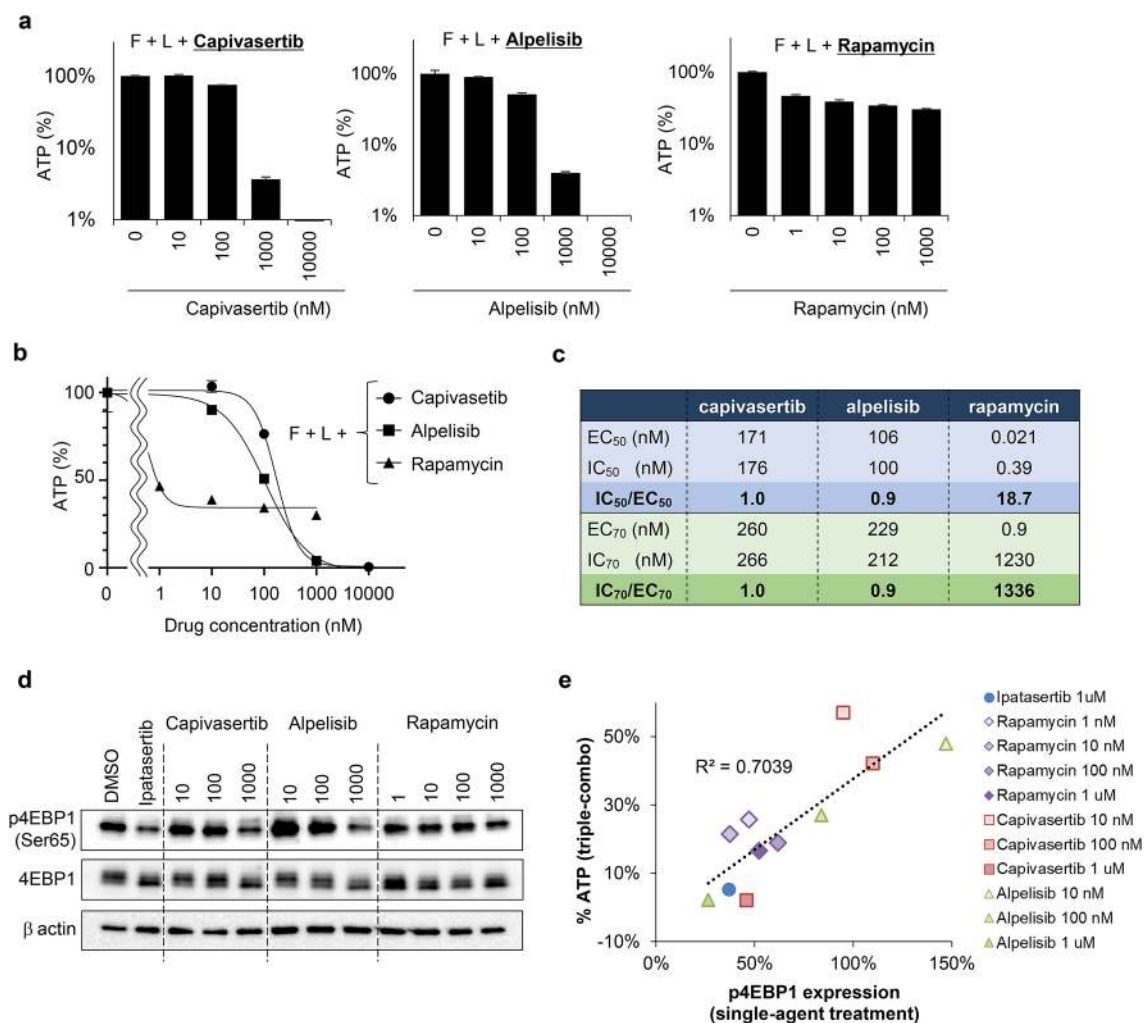 a
F + L + Capivasertib
F + L + Alpelisib
F + L + Rapamycin
ATP (%)
100%
10%
1%
0
10
100
1000
10000
Capivasertib (nM)
ATP (%)
100%
10%
1%
0
10
100
1000
10000
Alpelisib (nM)
ATP (%)
100%
10%
1%
0
1
10
100
1000
Rapamycin (nM)
b
ATP (%)
100
50
0
0 1 10 100 1000 10000
Drug concentration (nM)
F + L +
Capivasetib
Alpelisib
Rapamycin
c
capivasertib alpelisib rapamycin
EC50 (nM) 171 106 0.021
IC50 (nM) 176 100 0.39
IC50/EC50 1.0 0.9 18.7
EC70 (nM) 260 229 0.9
IC70 (nM) 266 212 1230
IC70/EC70 1.0 0.9 1336
d
Capivasertib Alpelisib Rapamycin
DMSO Ipatasertib 10 100 1000 10 100 1000 1 10 100 1000
p4EBP1
(Ser65)
4EBP1
β actin
e
% ATP (triple-combo)
50%
30%
10%
-10%
R² = 0.7039
0% 50% 100% 150%
p4EBP1 expression
(single-agent treatment)
Ipatasertib 1uM
Rapamycin 1 nM
Rapamycin 10 nM
Rapamycin 100 nM
Rapamycin 1 uM
Capivasertib 10 nM
Capivasertib 100 nM
Capivasertib 1 uM
Alpelisib 10 nM
Alpelisib 100 nM
Alpelisib 1 uM